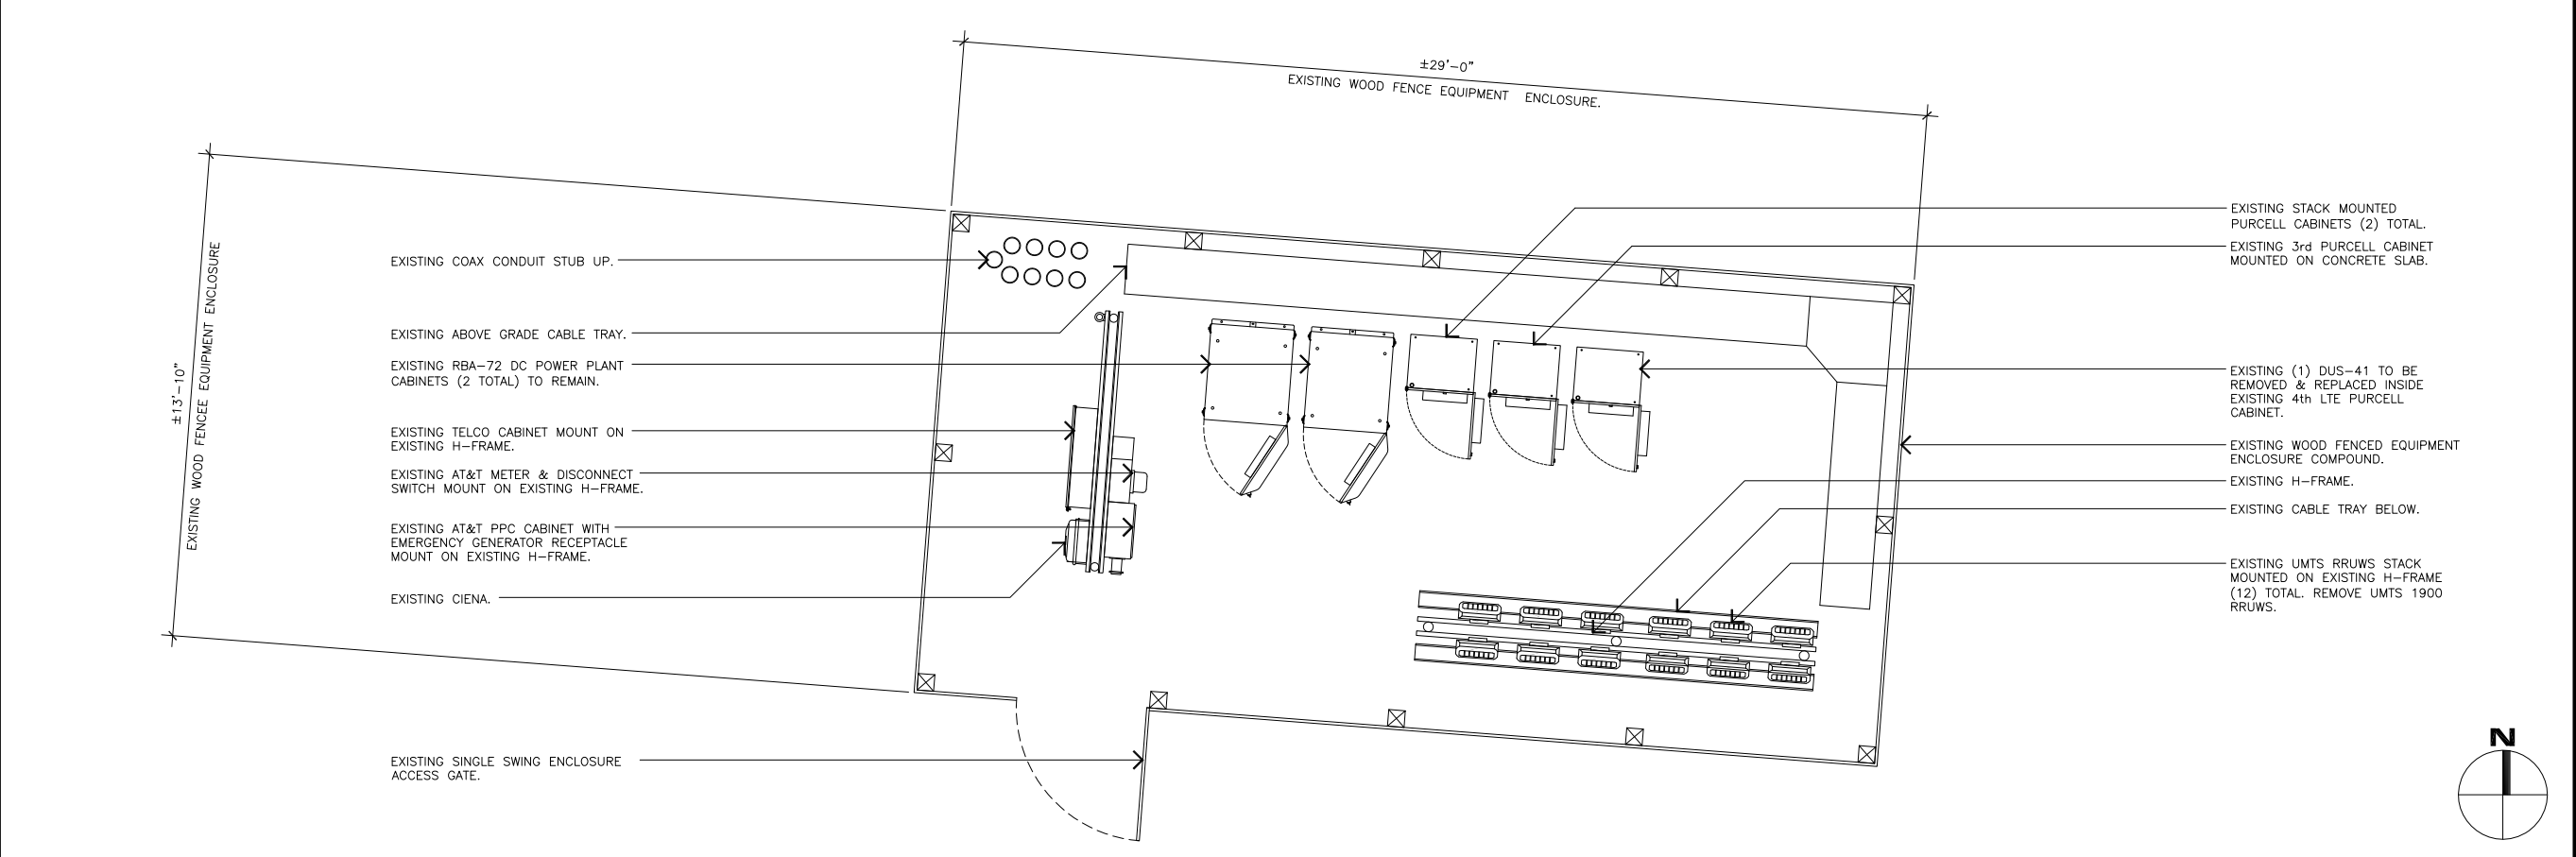 ±29'-0"
EXISTING WOOD FENCE EQUIPMENT ENCLOSURE.
±13'-10"
EXISTING WOOD FENCEE EQUIPMENT ENCLOSURE
EXISTING COAX CONDUIT STUB UP.
EXISTING ABOVE GRADE CABLE TRAY.
EXISTING RBA-72 DC POWER PLANT
CABINETS (2 TOTAL) TO REMAIN.
EXISTING TELCO CABINET MOUNT ON
EXISTING H-FRAME.
EXISTING AT&T METER & DISCONNECT
SWITCH MOUNT ON EXISTING H-FRAME.
EXISTING AT&T PPC CABINET WITH
EMERGENCY GENERATOR RECEPTACLE
MOUNT ON EXISTING H-FRAME.
EXISTING CIENA.
EXISTING SINGLE SWING ENCLOSURE
ACCESS GATE.
EXISTING STACK MOUNTED
PURCELL CABINETS (2) TOTAL.
EXISTING 3rd PURCELL CABINET
MOUNTED ON CONCRETE SLAB.
EXISTING (1) DUS-41 TO BE
REMOVED & REPLACED INSIDE
EXISTING 4th LTE PURCELL
CABINET.
EXISTING WOOD FENCED EQUIPMENT
ENCLOSURE COMPOUND.
EXISTING H-FRAME.
EXISTING CABLE TRAY BELOW.
EXISTING UMTS RRUWS STACK
MOUNTED ON EXISTING H-FRAME
(12) TOTAL. REMOVE UMTS 1900
RRUWS.
N